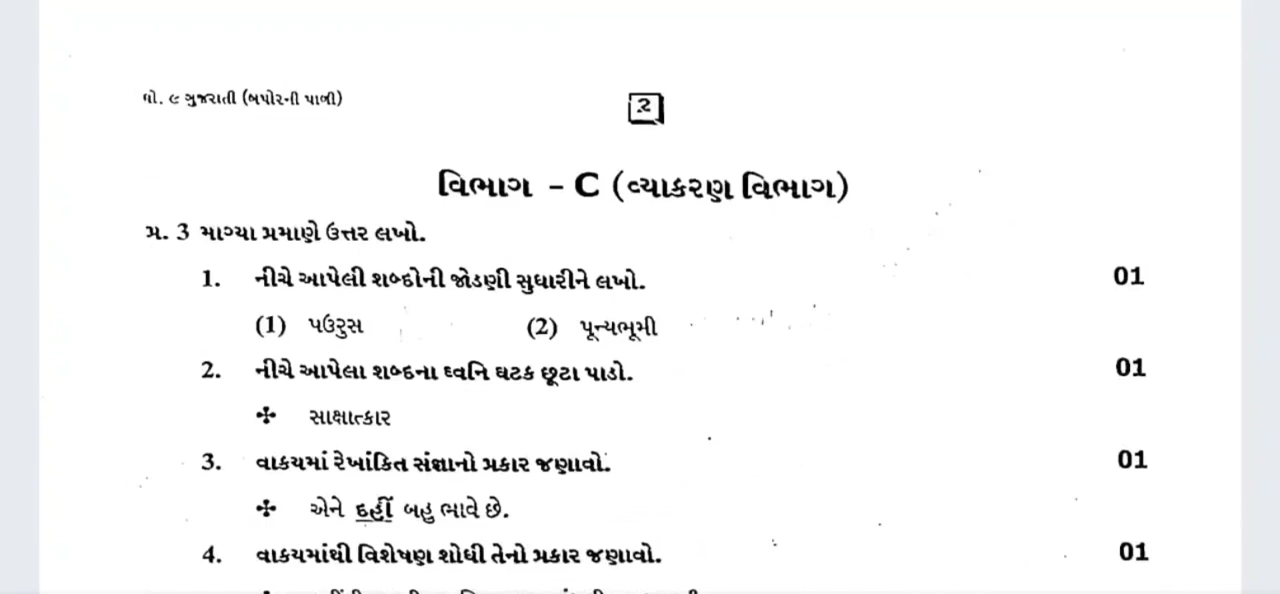 ધો. ૯ ગુજરાતી (બપોરની પાળી)
૨
વિભાગ - C (વ્યાકરણ વિભાગ)
પ્ર. 3 માગ્યા પ્રમાણે ઉત્તર લખો.
1. નીચે આપેલી શબ્દોની જોડણી સુધારીને લખો. 01
(1) પઉરુસ (2) પૂન્યભૂમી
2. નીચે આપેલા શબ્દના ધ્વનિ ઘટક છૂટા પાડો. 01
સાક્ષાત્કાર
3. વાક્યમાં રેખાંકિત સંજ્ઞાનો પ્રકાર જણાવો. 01
એને દહીં બહુ ભાવે છે.
4. વાક્યમાંથી વિશેષણ શોધી તેનો પ્રકાર જણાવો. 01